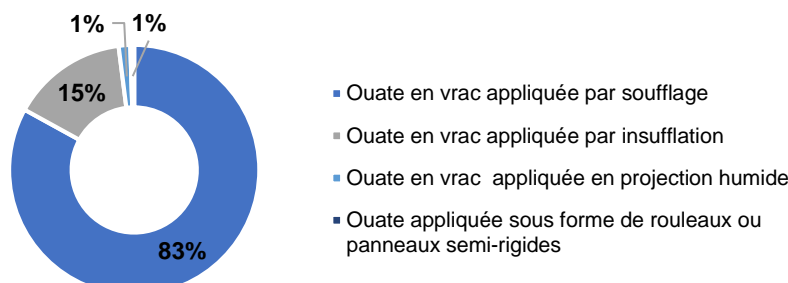 1%
1%
15%
83%
Ouate en vrac appliquée par soufflage
Ouate en vrac appliquée par insufflation
Ouate en vrac appliquée en projection humide
Ouate appliquée sous forme de rouleaux ou
panneaux semi-rigides